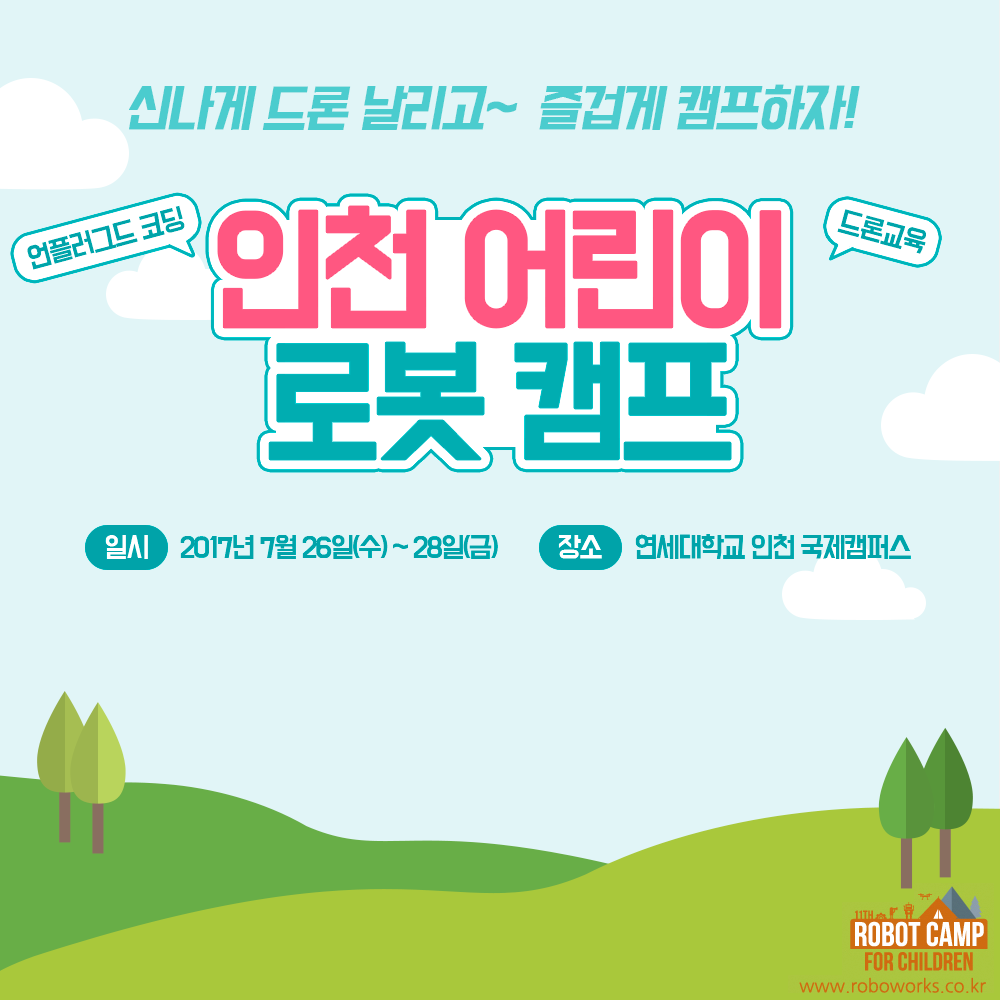 신나게 드론 날리고~ 즐겁게 캠프하자!
언플러그드 코딩
드론교육
인천 어린이
로봇 캠프
일시 2017년 7월 26일(수) ~ 28일(금)
장소 연세대학교 인천 국제캠퍼스
11TH
ROBOT CAMP
FOR CHILDREN
www.roboworks.co.kr